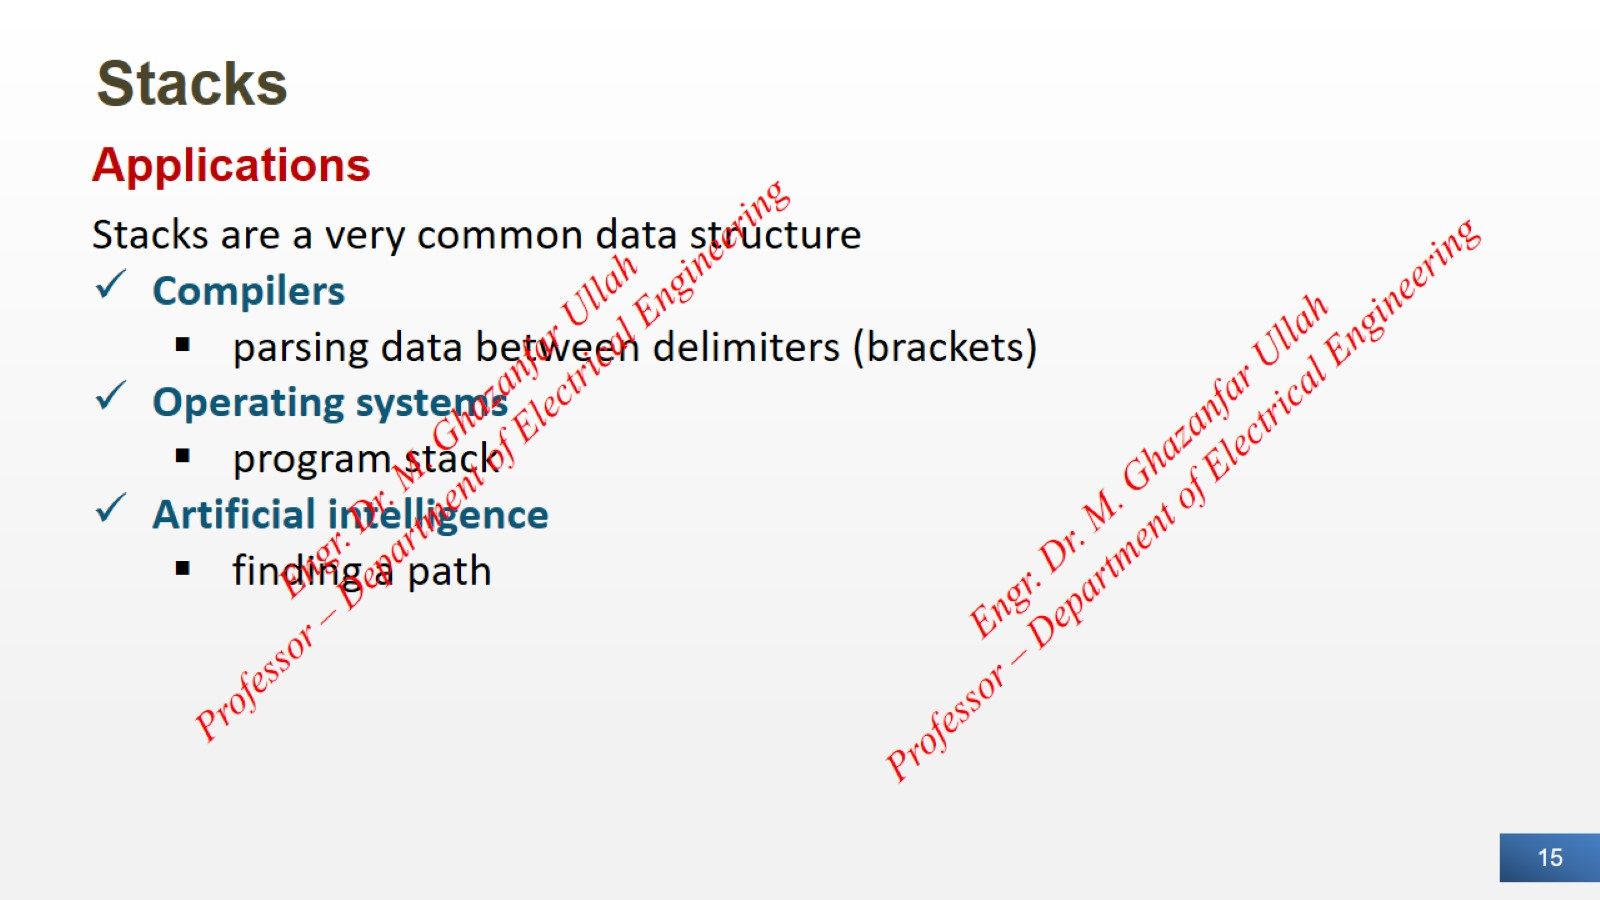 Stacks
Applications
Stacks are a very common data structure
✓ Compilers
▪ parsing data between delimiters (brackets)
✓ Operating systems
▪ program stack
✓ Artificial intelligence
▪ finding a path
Engr. Dr. M. Ghazanfar Ullah
Professor – Department of Electrical Engineering
Engr. Dr. M. Ghazanfar Ullah
Professor – Department of Electrical Engineering
15